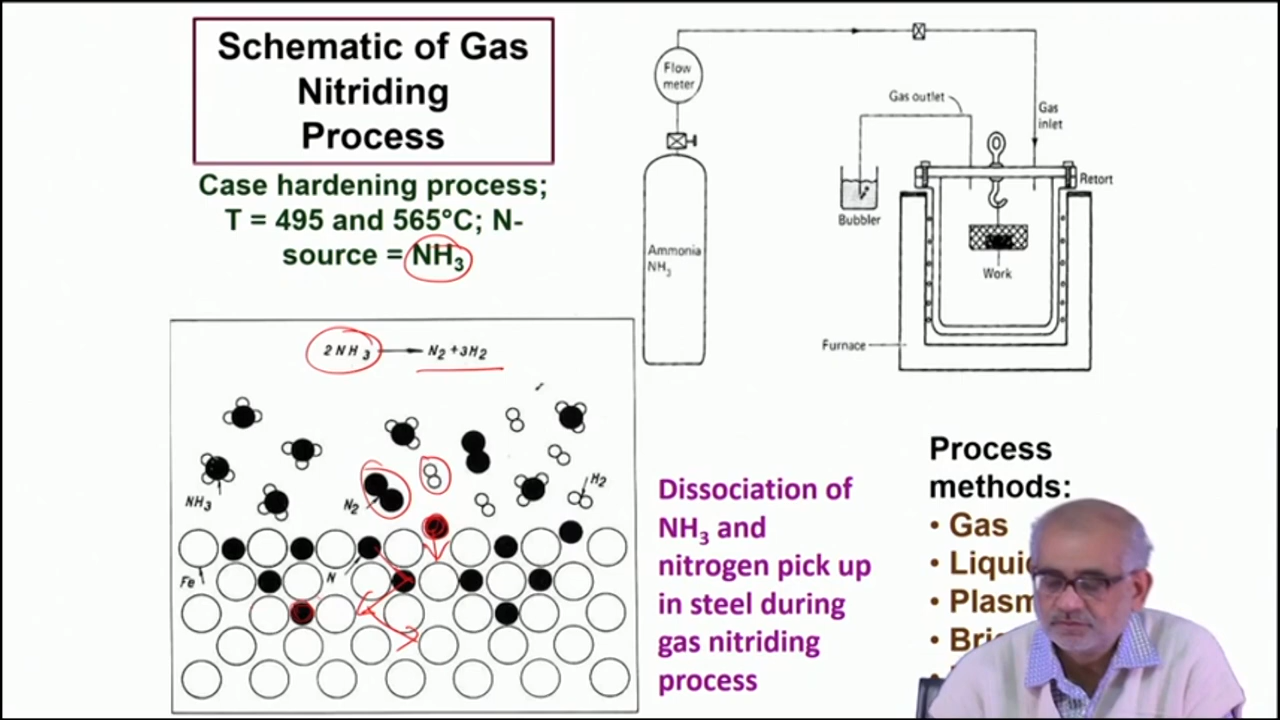 Schematic of Gas
Nitriding
Process
Case hardening process;
T = 495 and 565°C; N-
source = NH₃
Flow
meter
Gas outlet
Gas
inlet
Retort
Bubbler
Ammonia
NH₃
Work
Furnace
2NH₃ → N₂+3H₂
NH₃
N₂
H₂
Fe
N
Dissociation of
NH₃ and
nitrogen pick up
in steel during
gas nitriding
process
Process
methods:
• Gas